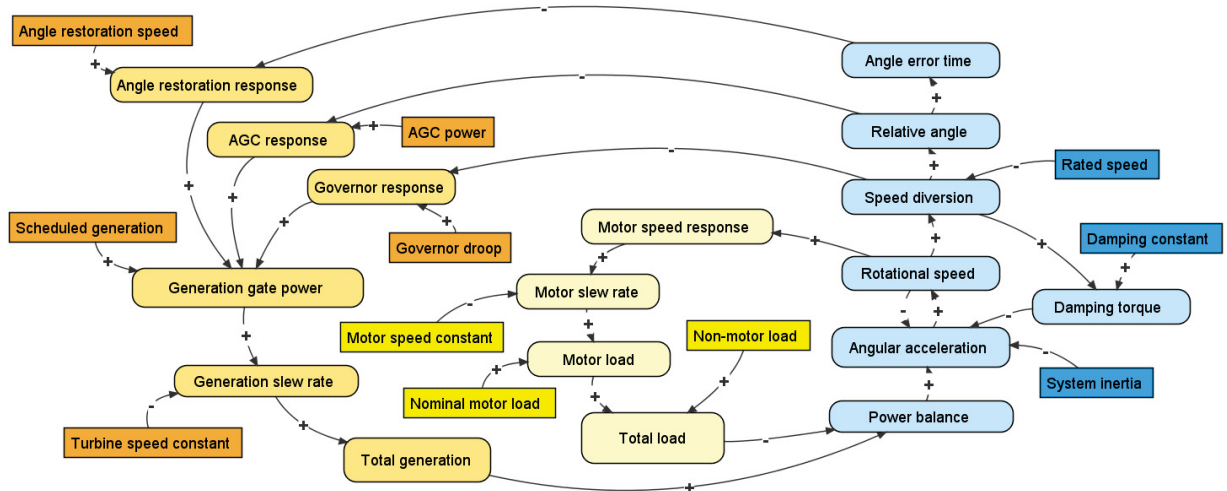 Angle restoration speed
-
Angle error time
+
Angle restoration response
+
-
AGC response
+
AGC power
Relative angle
+
-
Rated speed
-
Governor response
Speed diversion
+
+
+
+
Scheduled generation
Motor speed response
+
+
+
Damping constant
+
Governor droop
+
Rotational speed
+
Generation gate power
Motor slew rate
-
-
+
-
Damping torque
+
+
Motor speed constant
Non-motor load
Angular acceleration
-
Motor load
+
+
+
System inertia
Generation slew rate
+
Nominal motor load
-
+
Power balance
Turbine speed constant
Total load
-
Total generation
+